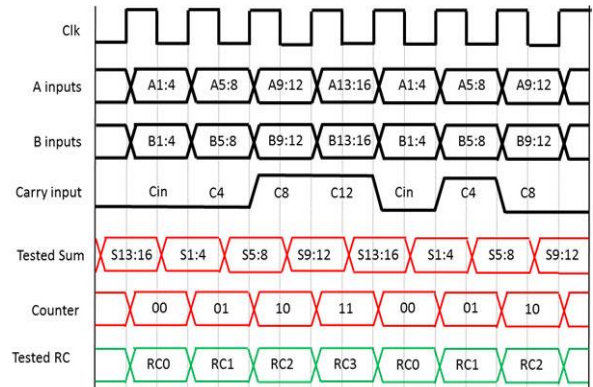 Clk
A inputs A1:4 A5:8 A9:12 A13:16 A1:4 A5:8 A9:12
B inputs B1:4 B5:8 B9:12 B13:16 B1:4 B5:8 B9:12
Carry input Cin C4 C8 C12 Cin C4 C8
Tested Sum S13:16 S1:4 S5:8 S9:12 S13:16 S1:4 S5:8 S9:12
Counter 00 01 10 11 00 01 10
Tested RC RC0 RC1 RC2 RC3 RC0 RC1 RC2